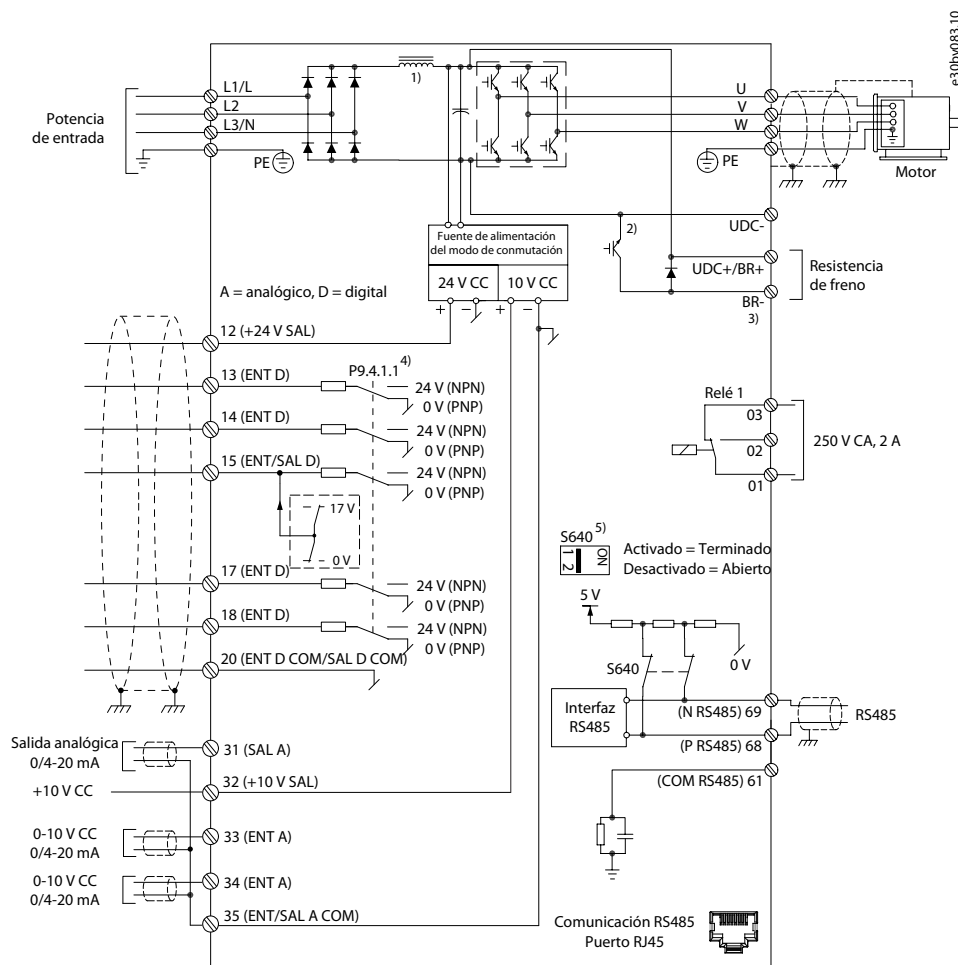 e30bv083.10
Potencia
de entrada
L1/L
L2
L3/N
PE
1)
U
V
W
PE
Motor
UDC-
2)
UDC+/BR+
BR-
3)
Resistencia
de freno
Fuente de alimentación
del modo de conmutación
24 V CC
10 V CC
+ − + −
A = analógico, D = digital
12 (+24 V SAL)
13 (ENT D)
P9.4.1.1 4)
24 V (NPN)
0 V (PNP)
14 (ENT D)
24 V (NPN)
0 V (PNP)
15 (ENT/SAL D)
24 V (NPN)
0 V (PNP)
17 V
0 V
17 (ENT D)
24 V (NPN)
0 V (PNP)
18 (ENT D)
24 V (NPN)
0 V (PNP)
20 (ENT D COM/SAL D COM)
Relé 1
03
02
01
250 V CA, 2 A
S640 5)
1 2
ON
Activado = Terminado
Desactivado = Abierto
5 V
0 V
S640
Interfaz
RS485
(N RS485) 69
(P RS485) 68
RS485
(COM RS485) 61
Salida analógica
0/4-20 mA
31 (SAL A)
+10 V CC
32 (+10 V SAL)
0-10 V CC
0/4-20 mA
33 (ENT A)
0-10 V CC
0/4-20 mA
34 (ENT A)
35 (ENT/SAL A COM)
Comunicación RS485
Puerto RJ45